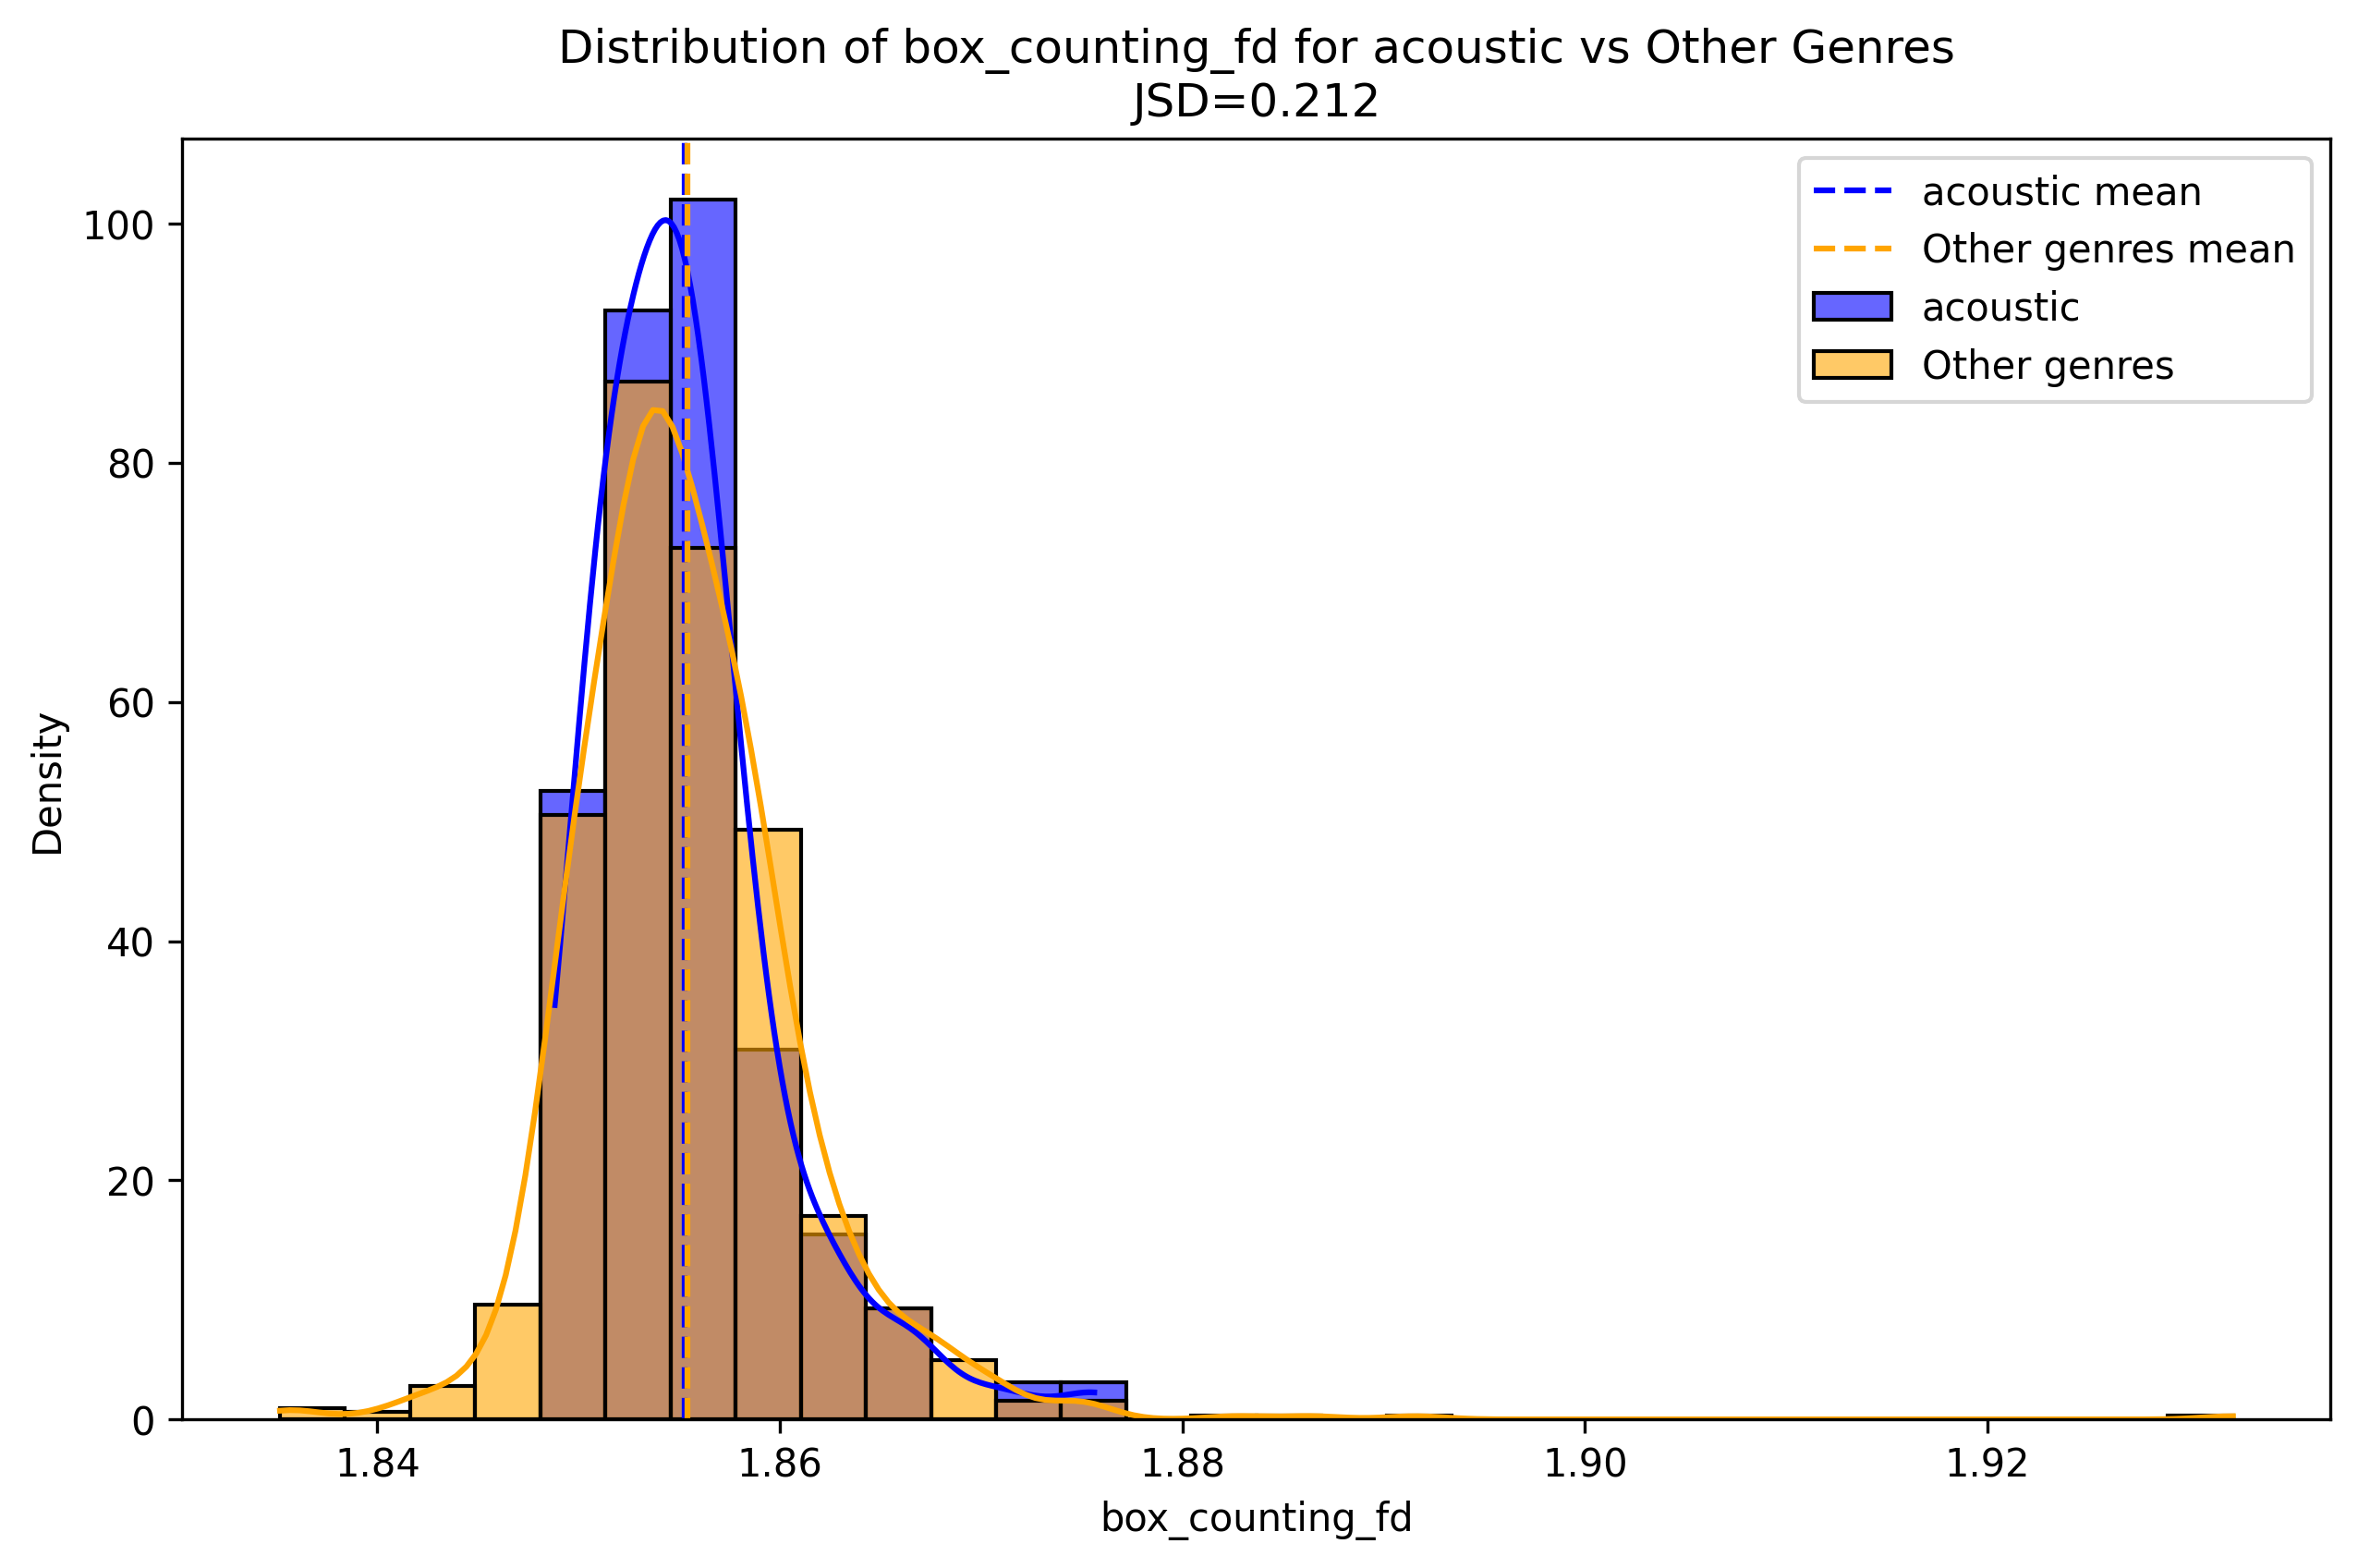 Distribution of box_counting_fd for acoustic vs Other Genres
JSD=0.212
acoustic mean
Other genres mean
acoustic
Other genres
100
80
60
40
20
0
Density
1.84
1.86
1.88
1.90
1.92
box_counting_fd